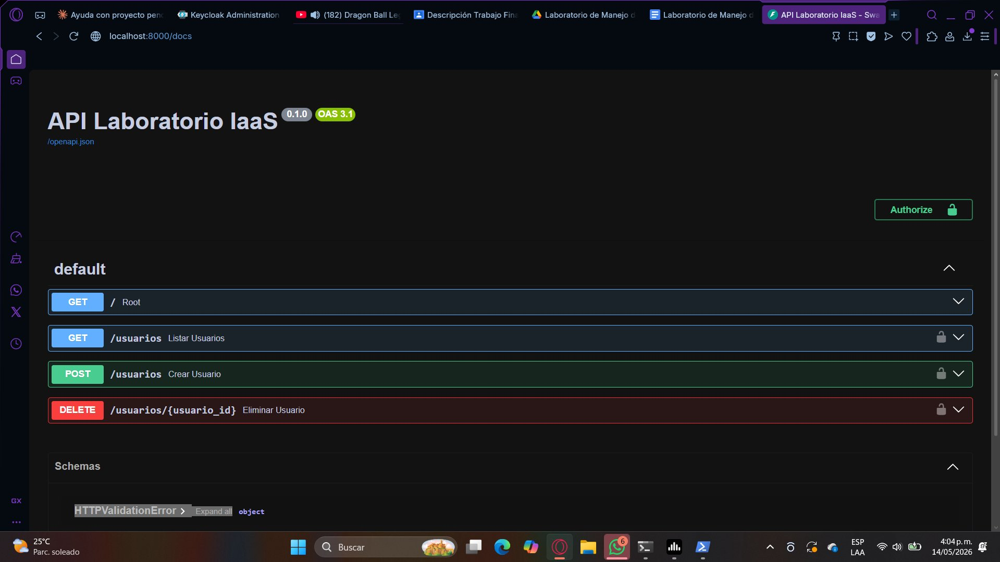 Ayuda con proyecto pend
Keycloak Administration
(182) Dragon Ball Leg
Descripción Trabajo Fina
Laboratorio de Manejo d
Laboratorio de Manejo d
API Laboratorio IaaS - Swa
localhost:8000/docs
API Laboratorio IaaS 0.1.0 OAS 3.1
/openapi.json
Authorize
default
GET / Root
GET /usuarios Listar Usuarios
POST /usuarios Crear Usuario
DELETE /usuarios/{usuario_id} Eliminar Usuario
Schemas
HTTPValidationError Expand all object
GX
25°C
Parc. soleado
Buscar
6
ESP
LAA
4:04 p. m.
14/05/2026